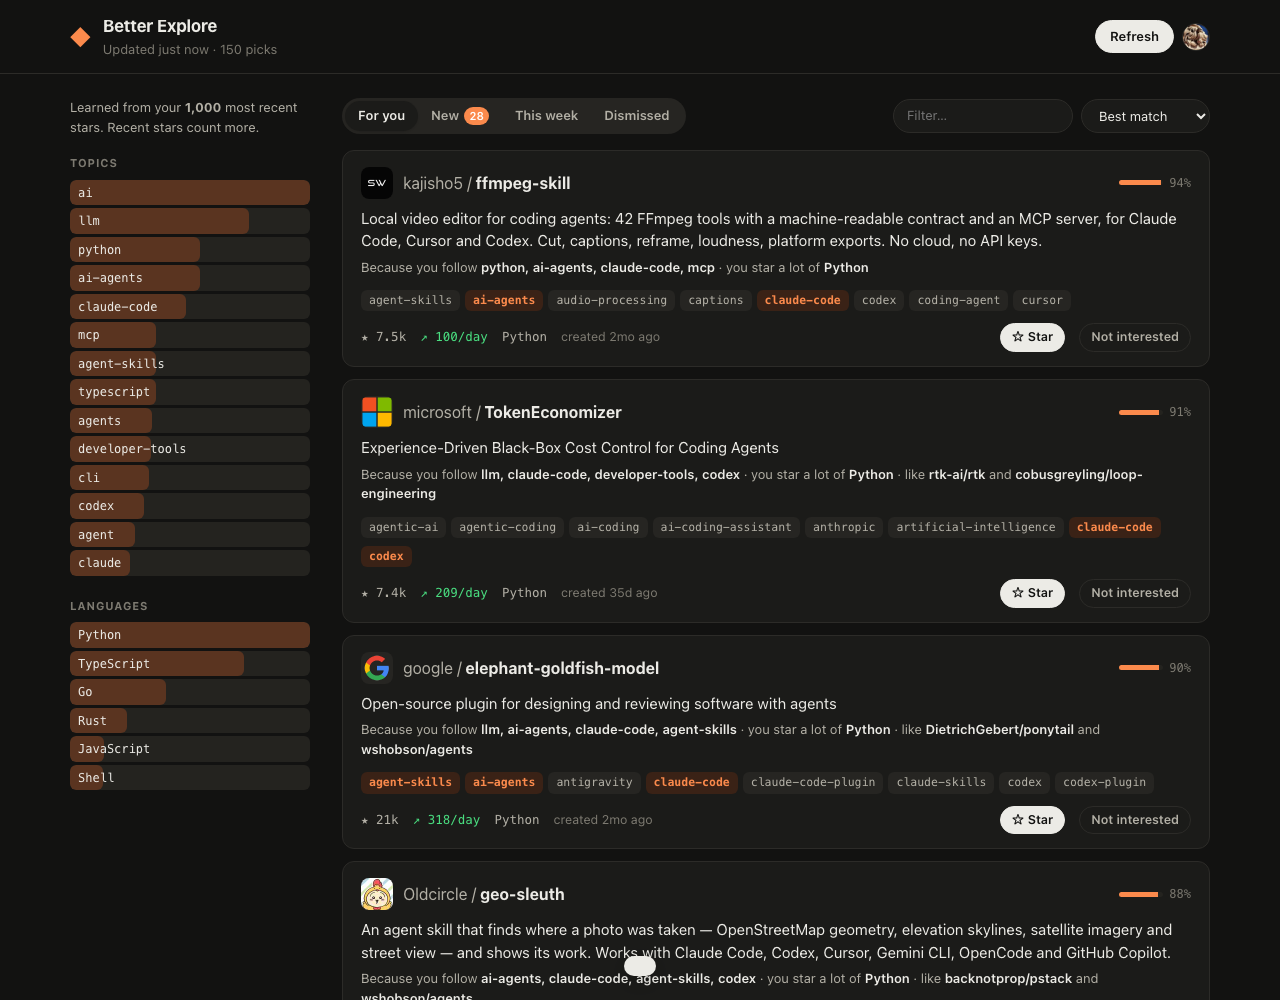 Better Explore
Updated just now · 150 picks
Refresh
Learned from your 1,000 most recent
stars. Recent stars count more.
TOPICS
ai
llm
python
ai-agents
claude-code
mcp
agent-skills
typescript
agents
developer-tools
cli
codex
agent
claude
LANGUAGES
Python
TypeScript
Go
Rust
JavaScript
Shell
For you New 28 This week Dismissed
Filter... Best match
SW kajisho5 / ffmpeg-skill 94%
Local video editor for coding agents: 42 FFmpeg tools with a machine-readable contract and an MCP server, for Claude
Code, Cursor and Codex. Cut, captions, reframe, loudness, platform exports. No cloud, no API keys.
Because you follow python, ai-agents, claude-code, mcp · you star a lot of Python
agent-skills ai-agents audio-processing captions claude-code codex coding-agent cursor
★ 7.5k ↗ 100/day Python created 2mo ago ☆ Star Not interested
microsoft / TokenEconomizer 91%
Experience-Driven Black-Box Cost Control for Coding Agents
Because you follow llm, claude-code, developer-tools, codex · you star a lot of Python · like rtk-ai/rtk and cobusgreyling/loop-
engineering
agentic-ai agentic-coding ai-coding ai-coding-assistant anthropic artificial-intelligence claude-code
codex
★ 7.4k ↗ 209/day Python created 35d ago ☆ Star Not interested
google / elephant-goldfish-model 90%
Open-source plugin for designing and reviewing software with agents
Because you follow llm, ai-agents, claude-code, agent-skills · you star a lot of Python · like DietrichGebert/ponytail and
wshobson/agents
agent-skills ai-agents antigravity claude-code claude-code-plugin claude-skills codex codex-plugin
★ 21k ↗ 318/day Python created 2mo ago ☆ Star Not interested
Oldcircle / geo-sleuth 88%
An agent skill that finds where a photo was taken — OpenStreetMap geometry, elevation skylines, satellite imagery and
street view — and shows its work. Works with Claude Code, Codex, Cursor, Gemini CLI, OpenCode and GitHub Copilot.
Because you follow ai-agents, claude-code, agent-skills, codex · you star a lot of Python · like backnotprop/pstack and
wshobson/agents